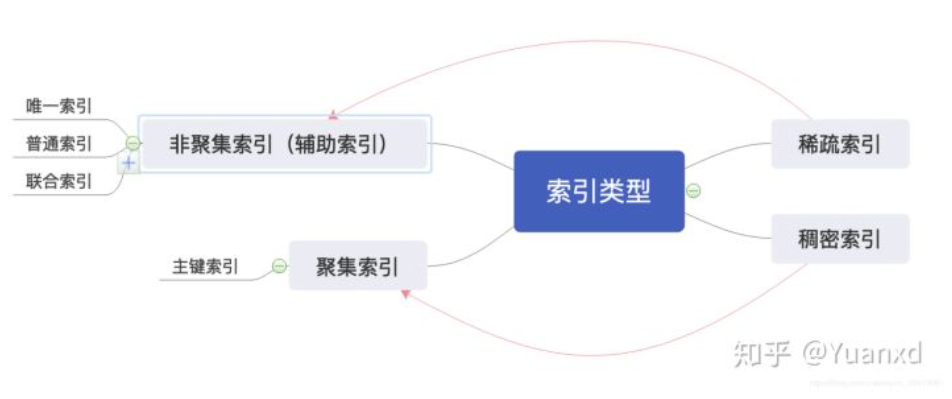 唯一索引
普通索引
联合索引
非聚集索引（辅助索引）
主键索引
聚集索引
索引类型
稀疏索引
稠密索引
知乎 @Yuanxd